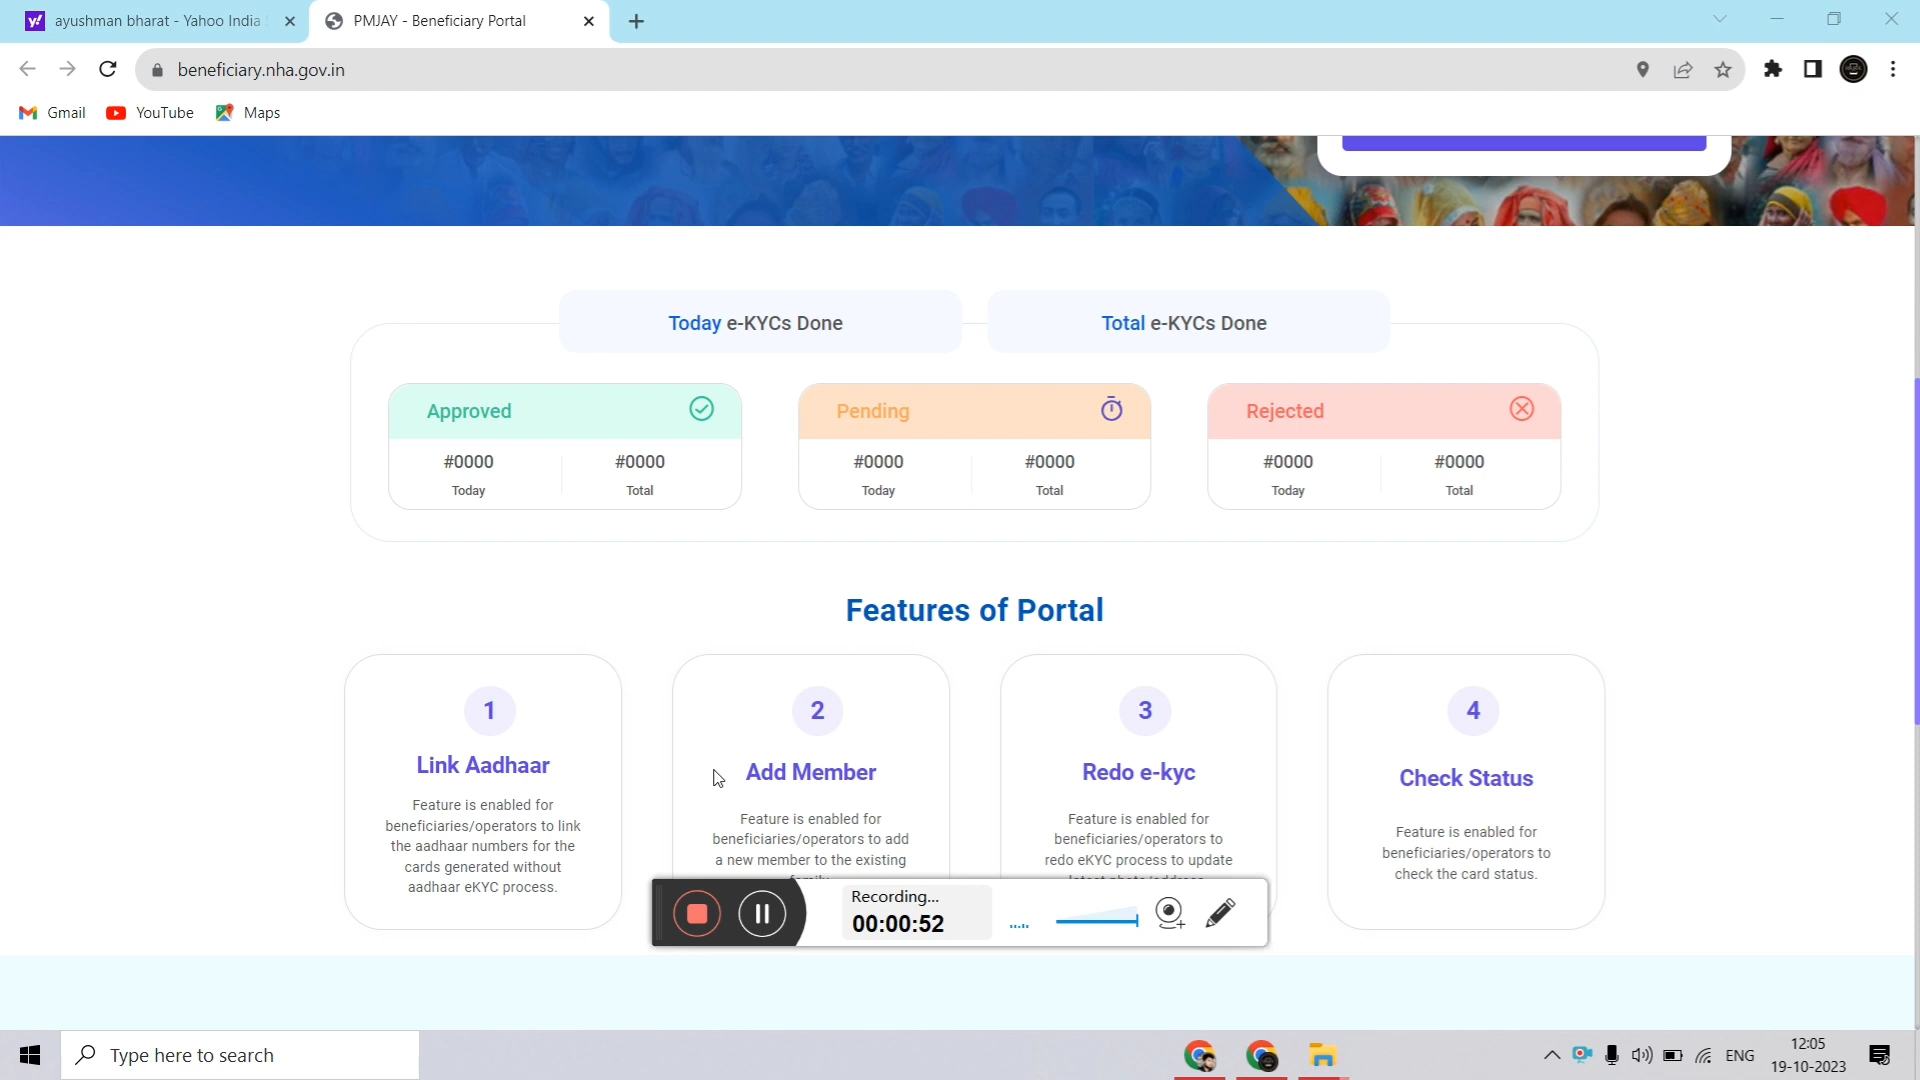 ayushman bharat - Yahoo India
PMJAY - Beneficiary Portal
beneficiary.nha.gov.in
Gmail
YouTube
Maps
Today e-KYCs Done
Total e-KYCs Done
Approved
Pending
Rejected
#0000
#0000
#0000
#0000
#0000
#0000
Today
Total
Today
Total
Today
Total
Features of Portal
1
Link Aadhaar
Feature is enabled for
beneficiaries/operators to link
the aadhaar numbers for the
cards generated without
aadhaar eKYC process.
2
Add Member
Feature is enabled for
beneficiaries/operators to add
a new member to the existing
3
Redo e-kyc
Feature is enabled for
beneficiaries/operators to
redo eKYC process to update
4
Check Status
Feature is enabled for
beneficiaries/operators to
check the card status.
Recording...
00:00:52
Type here to search
ENG
12:05
19-10-2023